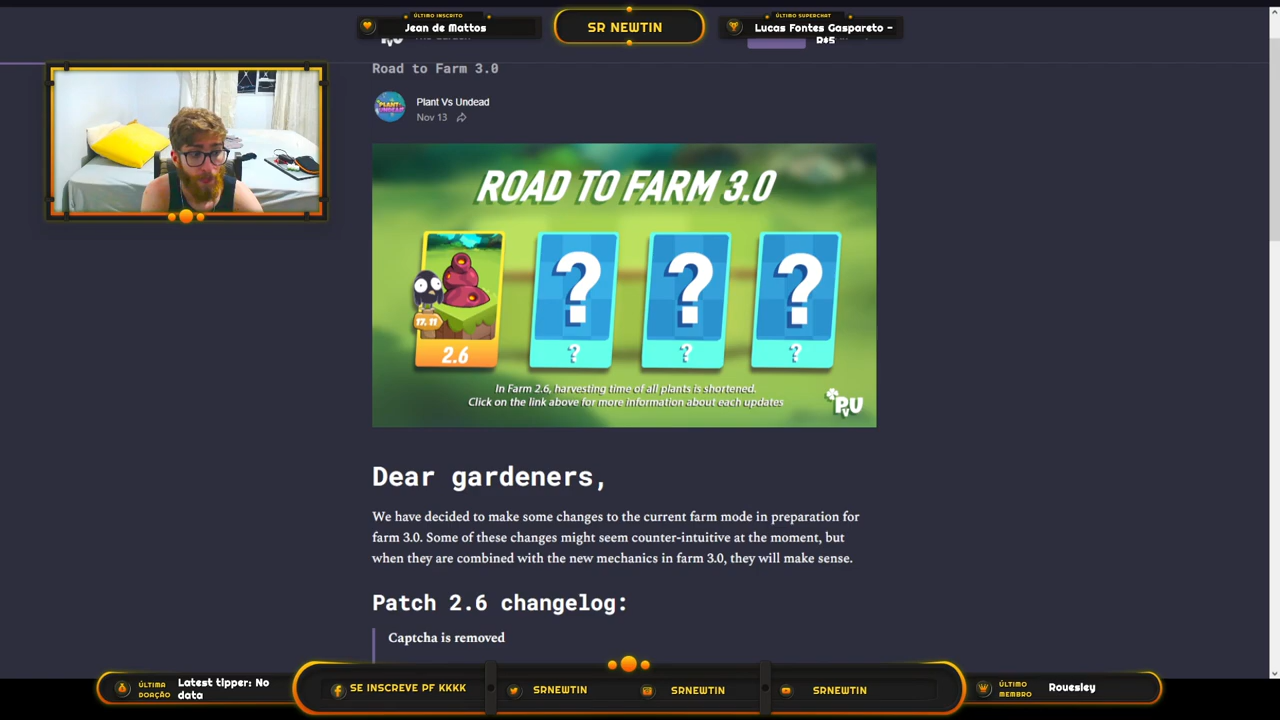 ÚLTIMO INSCRITO
Jean de Mattos
SR NEWTIN
ÚLTIMO SUPERCHAT
Lucas Fontes Gaspareto -
R$5
Road to Farm 3.0
Plant Vs Undead
Nov 13
ROAD TO FARM 3.0
17.11
2.6
?
?
?
?
?
?
In Farm 2.6, harvesting time of all plants is shortened.
Click on the link above for more information about each updates
PVU
Dear gardeners,
We have decided to make some changes to the current farm mode in preparation for
farm 3.0. Some of these changes might seem counter-intuitive at the moment, but
when they are combined with the new mechanics in farm 3.0, they will make sense.
Patch 2.6 changelog:
Captcha is removed
ÚLTIMA
DOAÇÃO
Latest tipper: No
data
SE INSCREVE PF KKKK
SRNEWTIN
SRNEWTIN
SRNEWTIN
ÚLTIMO
MEMBRO
Rouesley